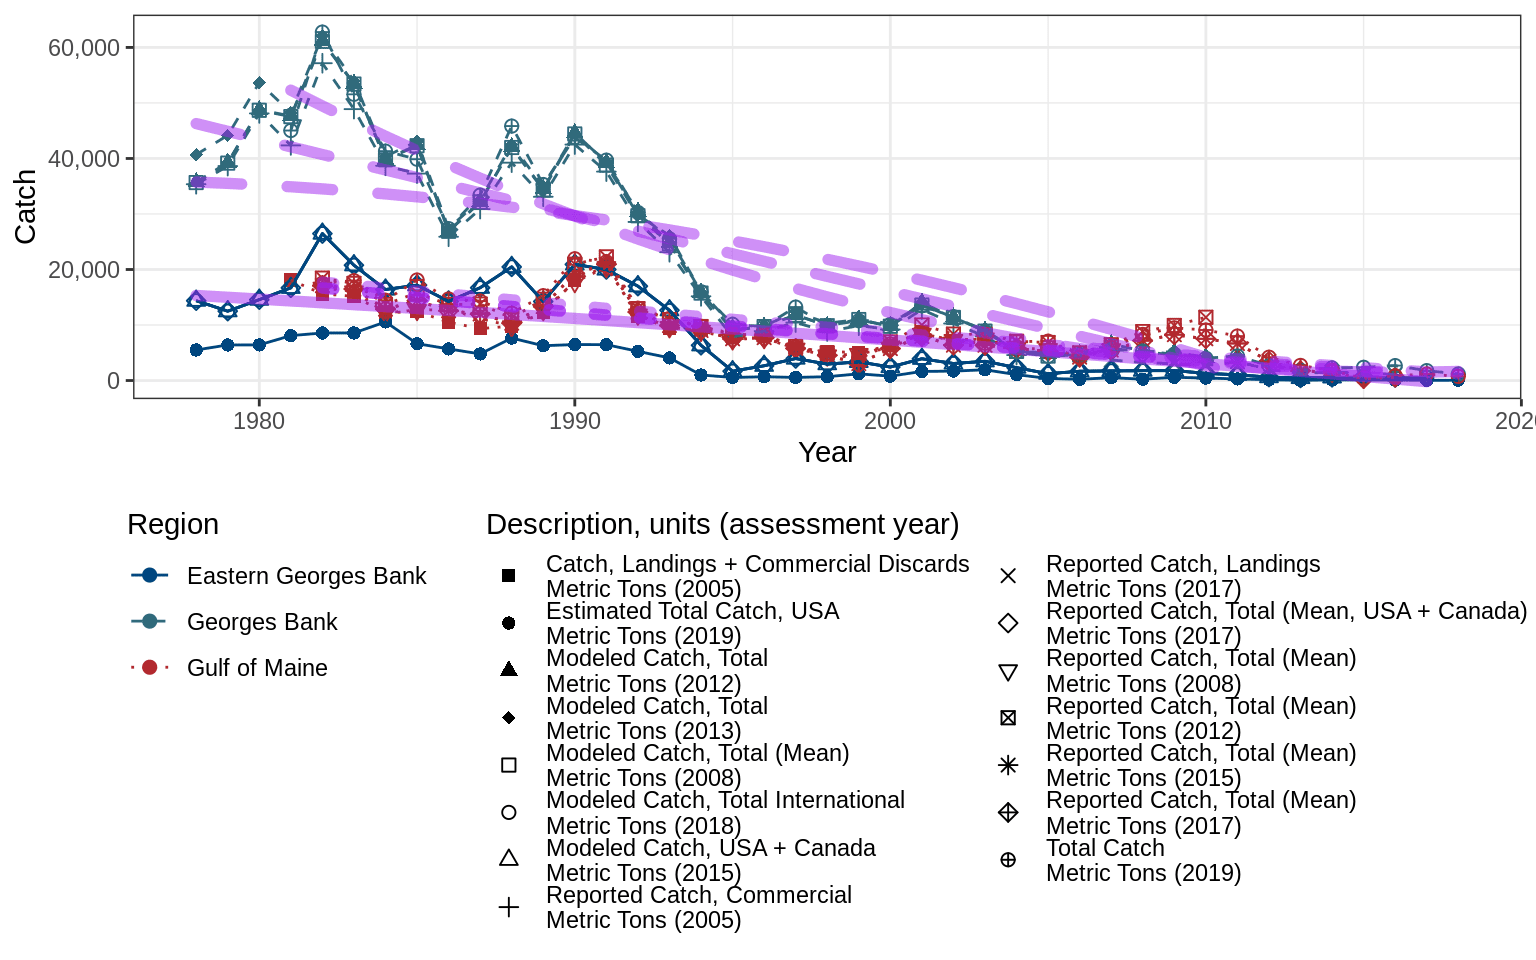 60,000
40,000
20,000
0
Catch
1980
1990
2000
2010
Year
Region
Eastern Georges Bank
Georges Bank
Gulf of Maine
Description, units (assessment year)
Catch, Landings + Commercial Discards
Metric Tons (2005)
Estimated Total Catch, USA
Metric Tons (2019)
Modeled Catch, Total
Metric Tons (2012)
Modeled Catch, Total
Metric Tons (2013)
Modeled Catch, Total (Mean)
Metric Tons (2008)
Modeled Catch, Total International
Metric Tons (2018)
Modeled Catch, USA + Canada
Metric Tons (2015)
Reported Catch, Commercial
Metric Tons (2005)
Reported Catch, Landings
Metric Tons (2017)
Reported Catch, Total (Mean, USA + Canada)
Metric Tons (2017)
Reported Catch, Total (Mean)
Metric Tons (2008)
Reported Catch, Total (Mean)
Metric Tons (2012)
Reported Catch, Total (Mean)
Metric Tons (2015)
Reported Catch, Total (Mean)
Metric Tons (2017)
Total Catch
Metric Tons (2019)